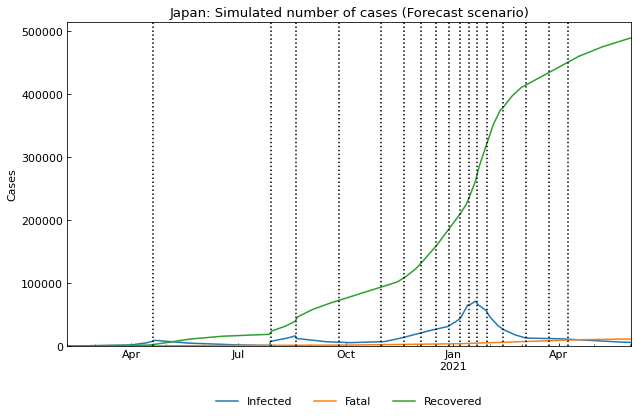 Japan: Simulated number of cases (Forecast scenario)
500000
400000
300000
200000
100000
0
Cases
Apr Jul Oct Jan Apr
2021
Infected Fatal Recovered